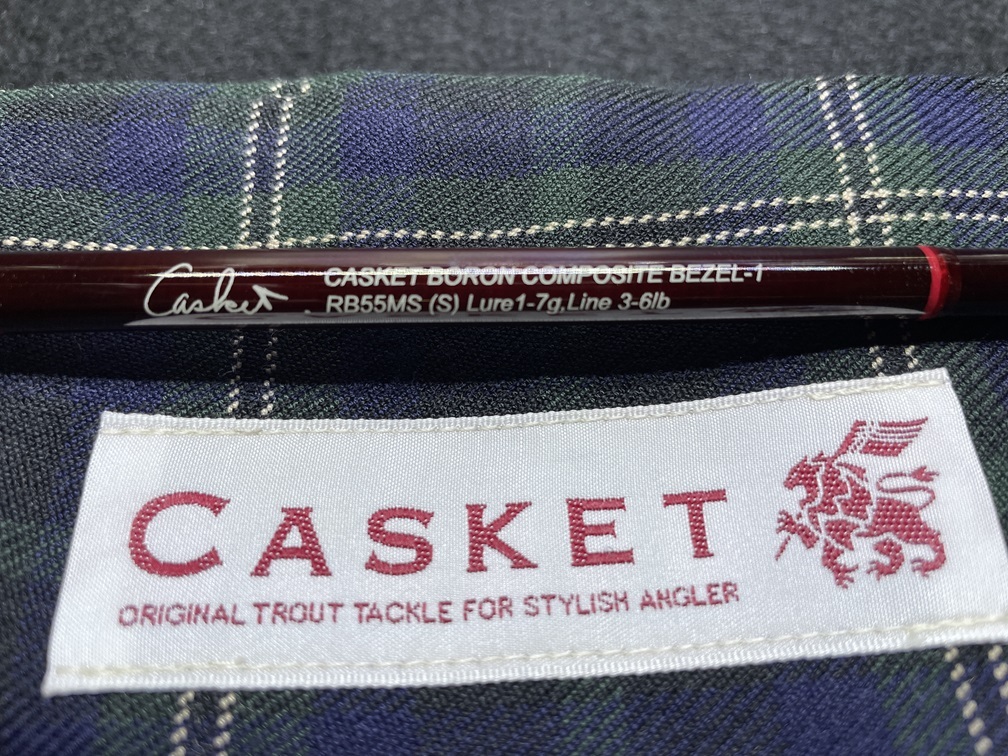 Casket
CASKET BORON COMPOSITE BEZEL-1
RB55MS (S) Lure1-7g,Line 3-6lb
CASKET
ORIGINAL TROUT TACKLE FOR STYLISH ANGLER